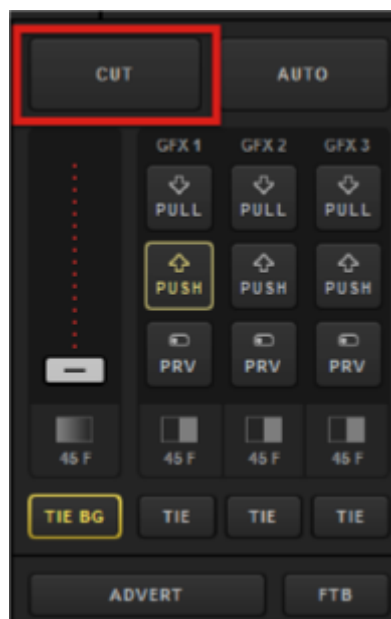 CUT AUTO
GFX 1 GFX 2 GFX 3
PULL PULL PULL
PUSH PUSH PUSH
PRV PRV PRV
45 F 45 F 45 F 45 F
TIE BG TIE TIE TIE
ADVERT FTB